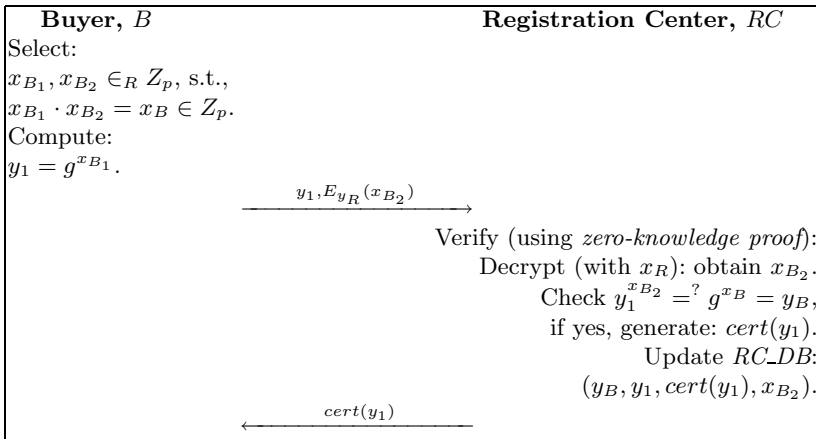 Buyer, B Registration Center, RC
Select:
x_{B_1}, x_{B_2} ∈_R Z_p, s.t.,
x_{B_1} · x_{B_2} = x_B ∈ Z_p.
Compute:
y_1 = g^{x_{B_1}}.
y_1, E_{y_R}(x_{B_2})
Verify (using zero-knowledge proof):
Decrypt (with x_R): obtain x_{B_2}.
Check y_1^{x_{B_2}} =^? g^{x_B} = y_B,
if yes, generate: cert(y_1).
Update RC_DB:
(y_B, y_1, cert(y_1), x_{B_2}).
cert(y_1)